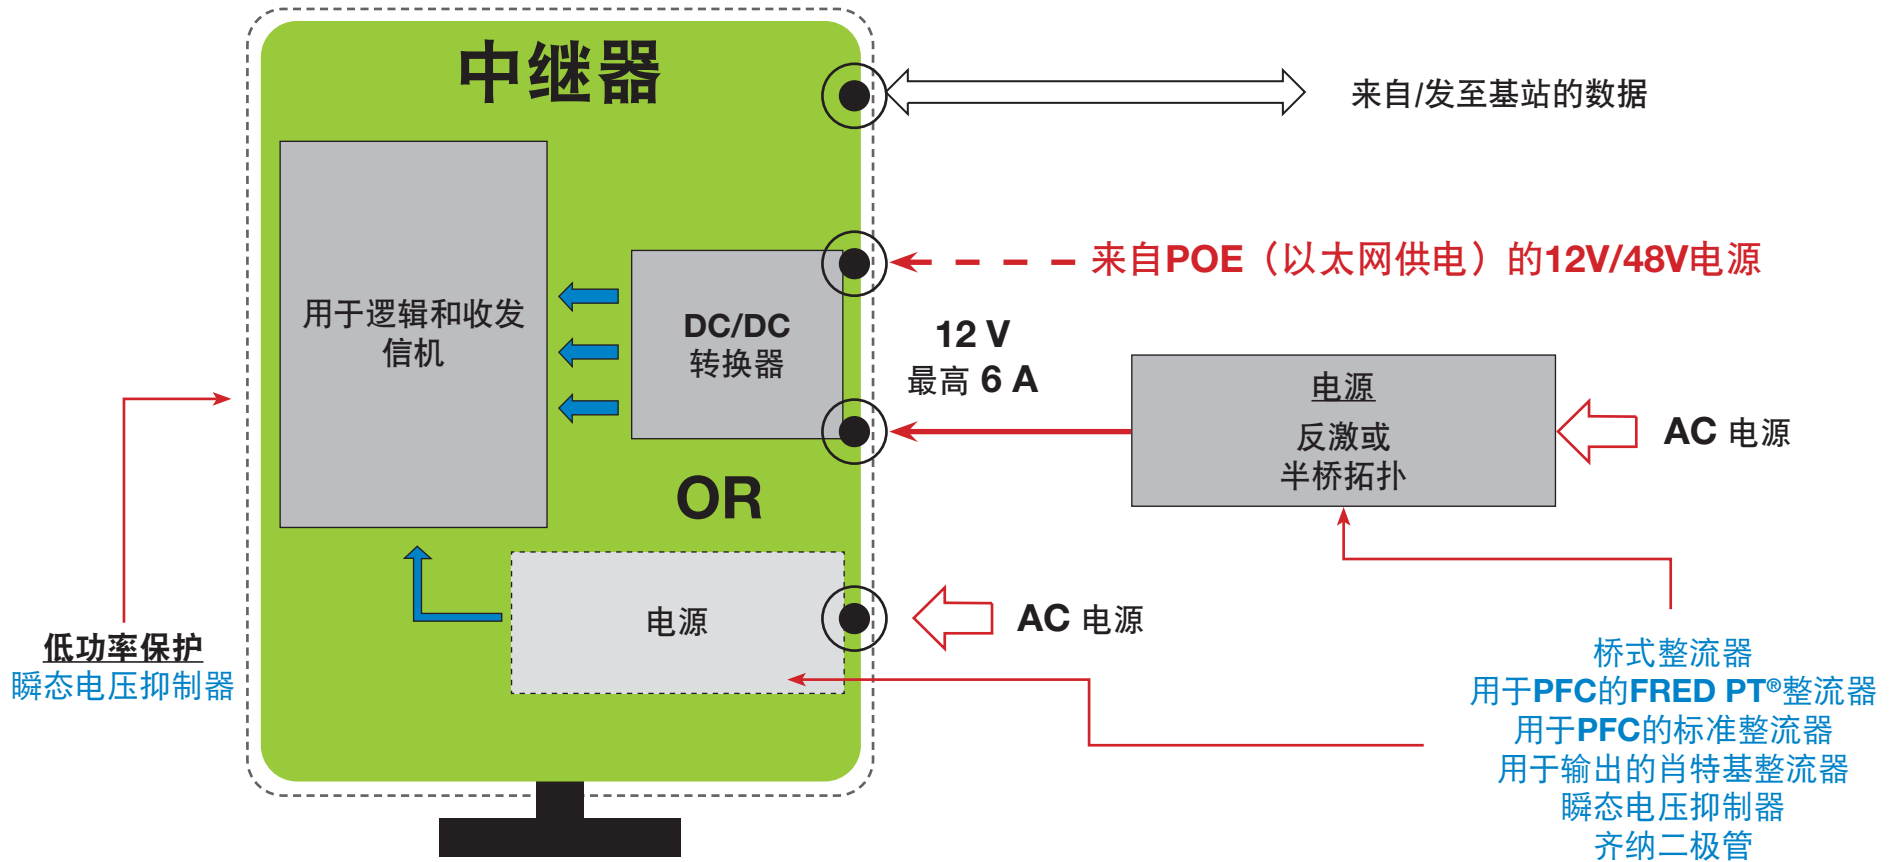 中继器
来自/发至基站的数据
来自POE（以太网供电）的12V/48V电源
用于逻辑和收发
信机
DC/DC
转换器
12 V
最高 6 A
电源
反激或
半桥拓扑
AC 电源
OR
电源
AC 电源
低功率保护
瞬态电压抑制器
桥式整流器
用于PFC的FRED PT®整流器
用于PFC的标准整流器
用于输出的肖特基整流器
瞬态电压抑制器
齐纳二极管